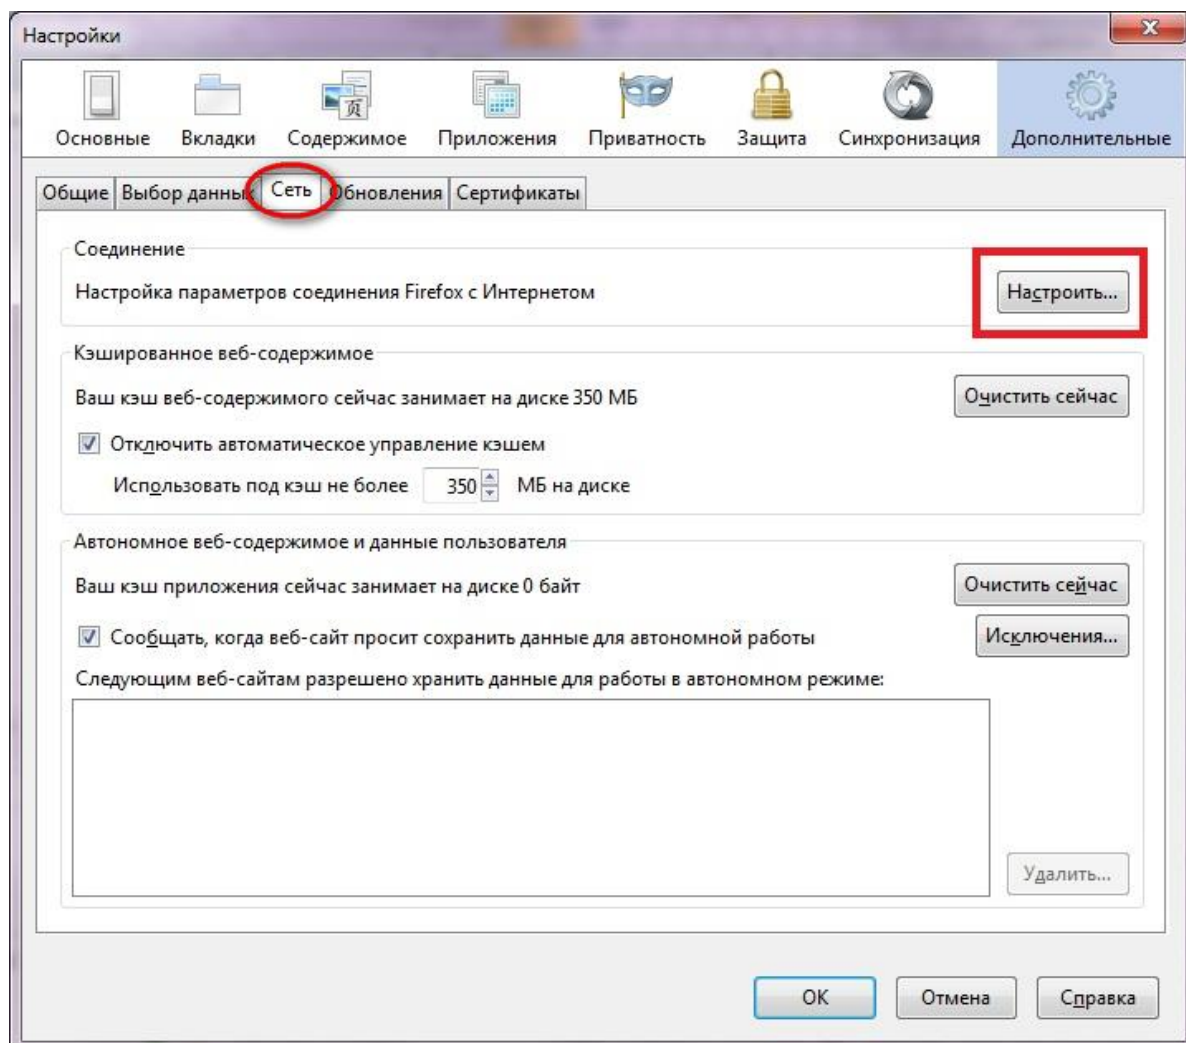 Настройки
Основные Вкладки Содержимое Приложения Приватность Защита Синхронизация Дополнительные
Общие Выбор данных Сеть Обновления Сертификаты
Соединение
Настройка параметров соединения Firefox с Интернетом Настроить...
Кэшированное веб-содержимое
Ваш кэш веб-содержимого сейчас занимает на диске 350 МБ Очистить сейчас
Отключить автоматическое управление кэшем
Использовать под кэш не более 350 МБ на диске
Автономное веб-содержимое и данные пользователя
Ваш кэш приложения сейчас занимает на диске 0 байт Очистить сейчас
Сообщать, когда веб-сайт просит сохранить данные для автономной работы Исключения...
Следующим веб-сайтам разрешено хранить данные для работы в автономном режиме:
Удалить...
ОК Отмена Справка